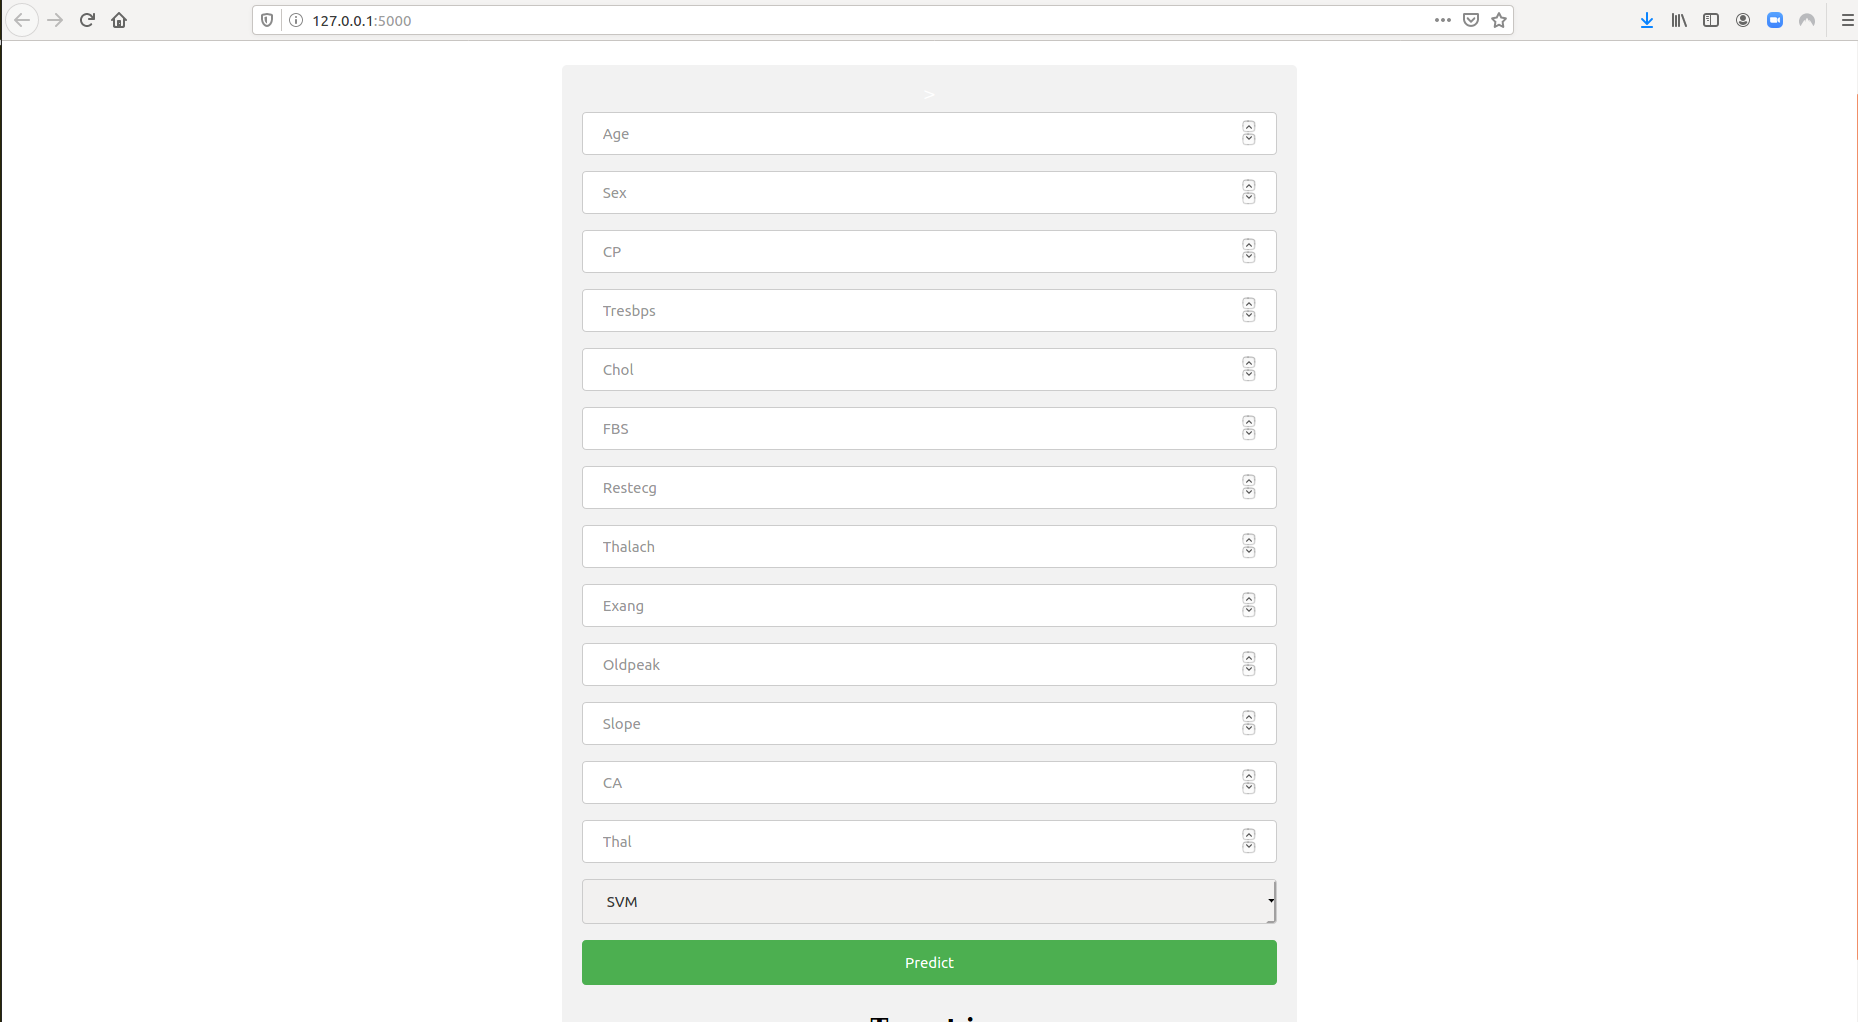 127.0.0.1:5000
>
Age
Sex
CP
Tresbps
Chol
FBS
Restecg
Thalach
Exang
Oldpeak
Slope
CA
Thal
SVM
Predict